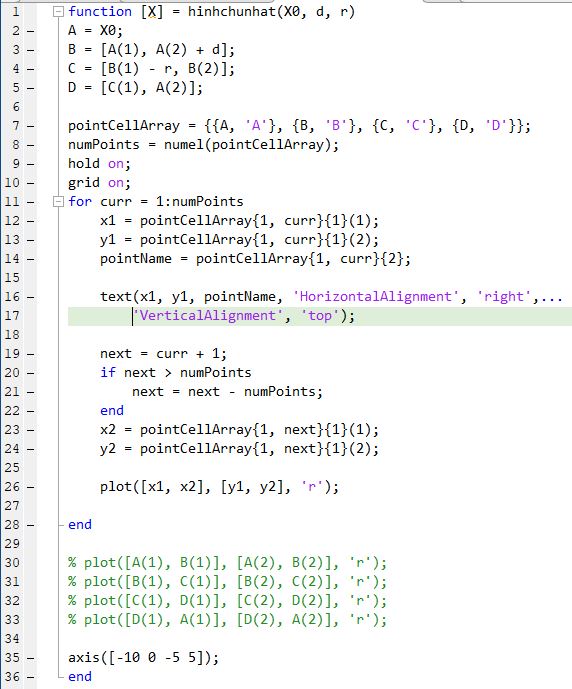 1 function [X] = hinhchunhat(X0, d, r)
2 – A = X0;
3 – B = [A(1), A(2) + d];
4 – C = [B(1) - r, B(2)];
5 – D = [C(1), A(2)];
6
7 – pointCellArray = {{A, 'A'}, {B, 'B'}, {C, 'C'}, {D, 'D'}};
8 – numPoints = numel(pointCellArray);
9 – hold on;
10 – grid on;
11 – for curr = 1:numPoints
12 – x1 = pointCellArray{1, curr}{1}(1);
13 – y1 = pointCellArray{1, curr}{1}(2);
14 – pointName = pointCellArray{1, curr}{2};
15
16 – text(x1, y1, pointName, 'HorizontalAlignment', 'right',...
17 'VerticalAlignment', 'top');
18
19 – next = curr + 1;
20 – if next > numPoints
21 – next = next - numPoints;
22 – end
23 – x2 = pointCellArray{1, next}{1}(1);
24 – y2 = pointCellArray{1, next}{1}(2);
25
26 – plot([x1, x2], [y1, y2], 'r');
27
28 – end
29
30 % plot([A(1), B(1)], [A(2), B(2)], 'r');
31 % plot([B(1), C(1)], [B(2), C(2)], 'r');
32 % plot([C(1), D(1)], [C(2), D(2)], 'r');
33 % plot([D(1), A(1)], [D(2), A(2)], 'r');
34
35 – axis([-10 0 -5 5]);
36 – end